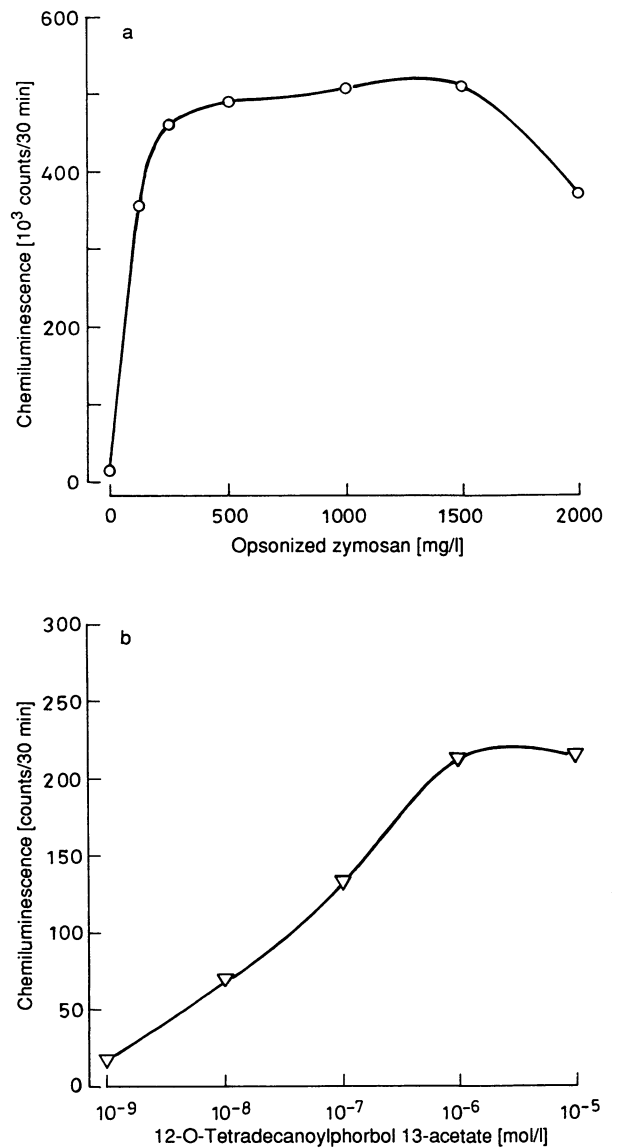 a
Chemiluminescence [10³ counts/30 min]
600
400
200
0
0 500 1000 1500 2000
Opsonized zymosan [mg/l]
b
Chemiluminescence [counts/30 min]
300
250
200
150
100
50
0
10⁻⁹ 10⁻⁸ 10⁻⁷ 10⁻⁶ 10⁻⁵
12-O-Tetradecanoylphorbol 13-acetate [mol/l]